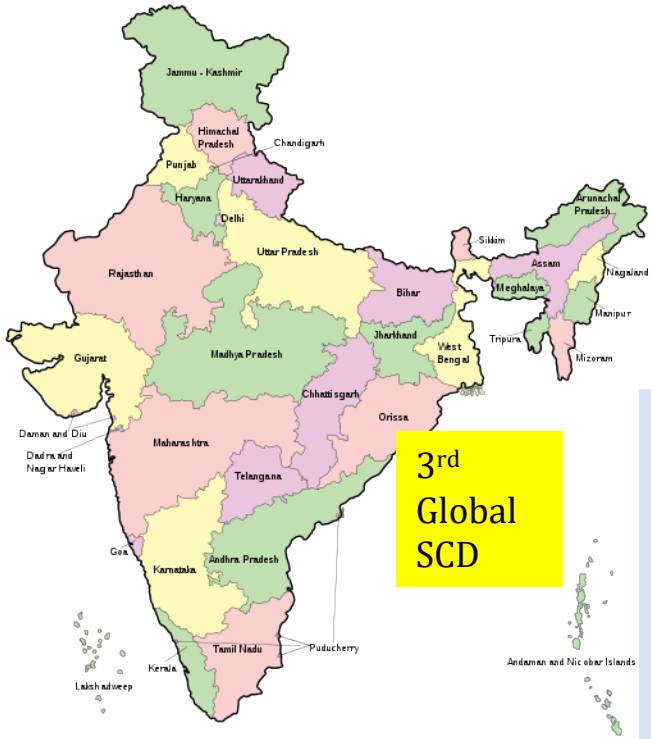 Jammu - Kashmir
Himachal
Pradesh
Chandigarh
Punjab
Uttarakhand
Haryana
Delhi
Arunachal
Pradesh
Sikkim
Uttar Pradesh
Assam
Rajasthan
Nagaland
Bihar
Meghalaya
Manipur
Jharkhand
Tripura
West
Bengal
Gujarat
Madhya Pradesh
Mizoram
Chhattisgarh
Orissa
Daman and Diu
Maharashtra
Dadra and
Nagar Haveli
Telangana
3rd
Global
SCD
Goa
Andhra Pradesh
Karnataka
Tamil Nadu
Puducherry
Andaman and Nicobar Islands
Kerala
Lakshadweep